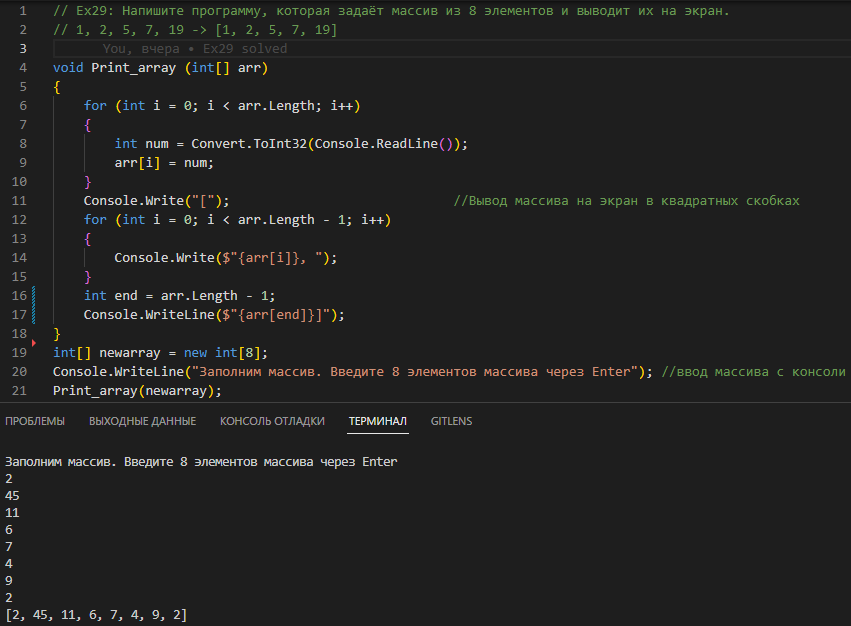 1 // Ex29: Напишите программу, которая задаёт массив из 8 элементов и выводит их на экран.
2 // 1, 2, 5, 7, 19 -> [1, 2, 5, 7, 19]
3 You, вчера • Ex29 solved
4 void Print_array (int[] arr)
5 {
6 for (int i = 0; i < arr.Length; i++)
7 {
8 int num = Convert.ToInt32(Console.ReadLine());
9 arr[i] = num;
10 }
11 Console.Write("["); //Вывод массива на экран в квадратных скобках
12 for (int i = 0; i < arr.Length - 1; i++)
13 {
14 Console.Write($"{arr[i]}, ");
15 }
16 int end = arr.Length - 1;
17 Console.WriteLine($"{arr[end]}]");
18 }
19 int[] newarray = new int[8];
20 Console.WriteLine("Заполним массив. Введите 8 элементов массива через Enter"); //ввод массива с консоли
21 Print_array(newarray);
ПРОБЛЕМЫ ВЫХОДНЫЕ ДАННЫЕ КОНСОЛЬ ОТЛАДКИ ТЕРМИНАЛ GITLENS
Заполним массив. Введите 8 элементов массива через Enter
2
45
11
6
7
4
9
2
[2, 45, 11, 6, 7, 4, 9, 2]